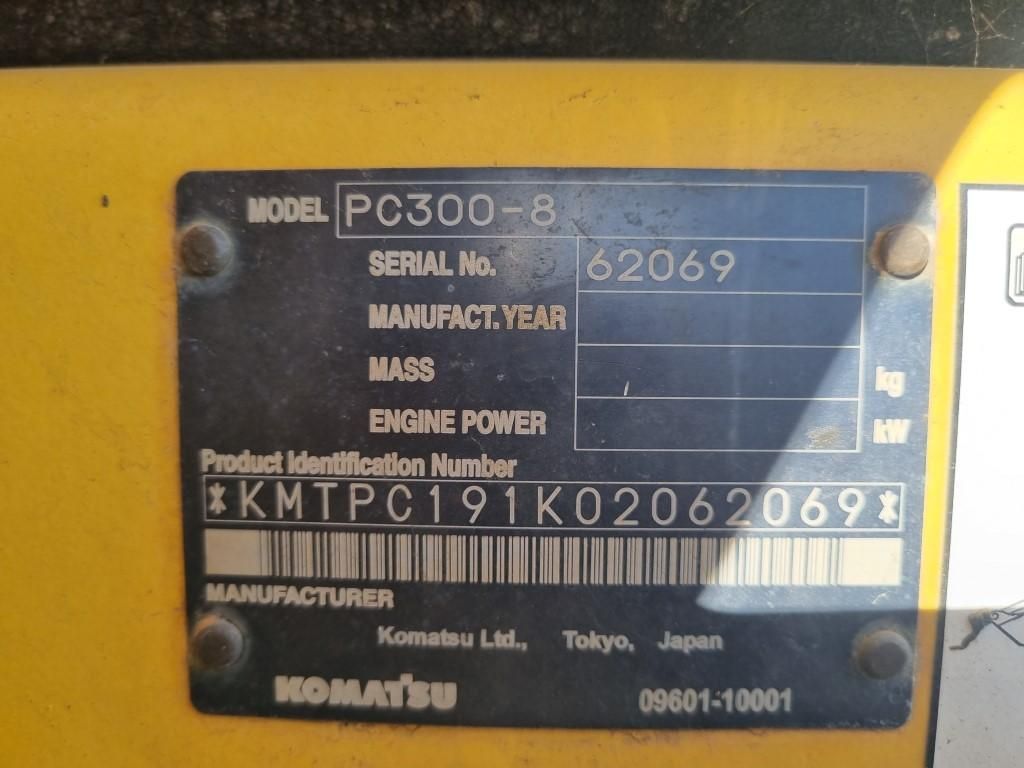 MODEL PC300-8
SERIAL No. 62069
MANUFACT. YEAR
MASS kg
ENGINE POWER kW
Product Identification Number
*KMTPC191K02062069*
MANUFACTURER
Komatsu Ltd., Tokyo, Japan
KOMATSU 09601-10001